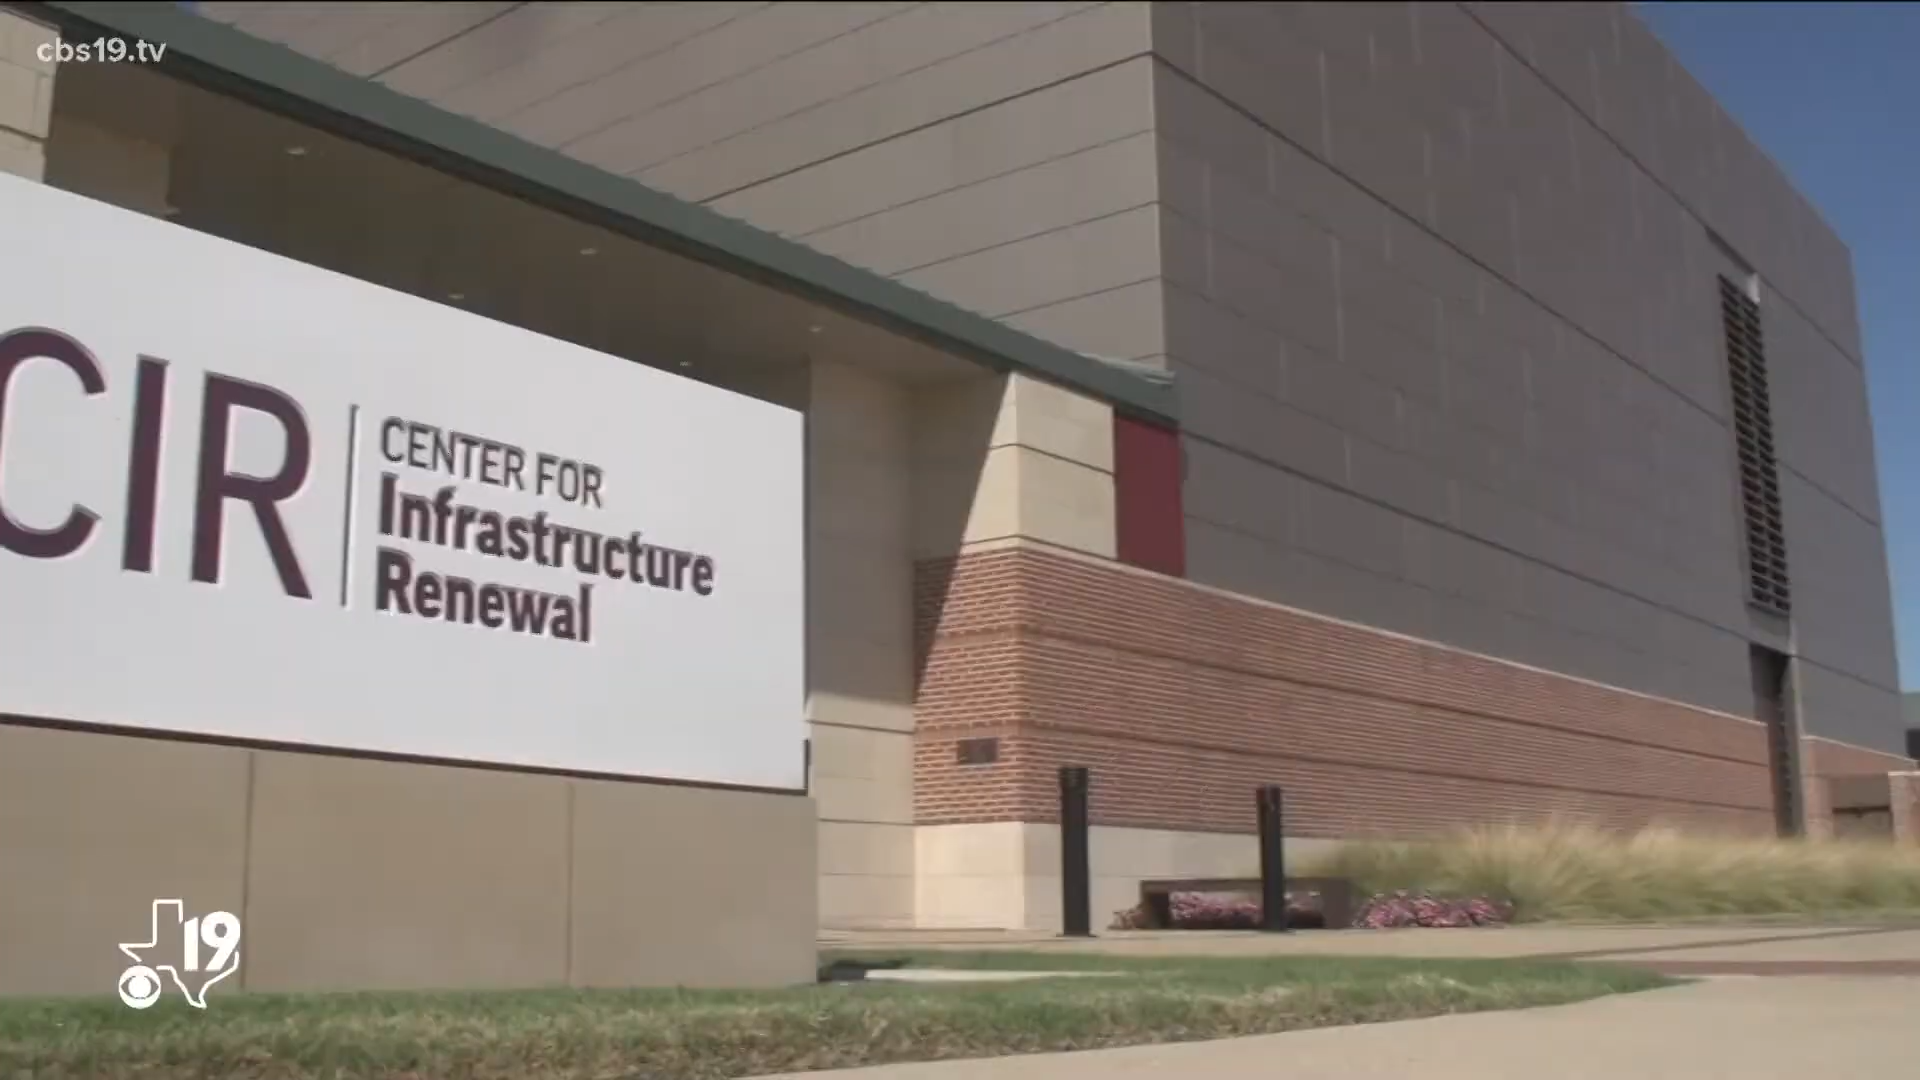 cbs19.tv
CIR
CENTER FOR
Infrastructure
Renewal
19